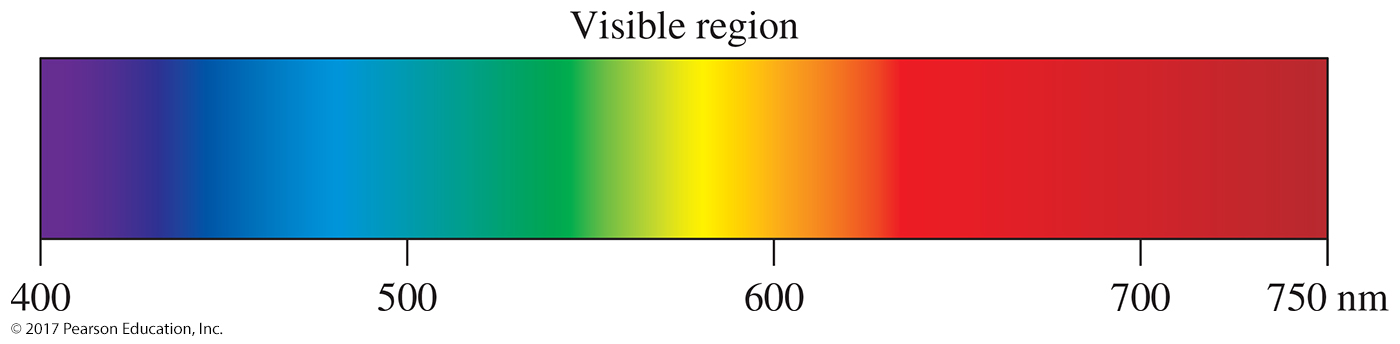 Visible region
400 500 600 700 750 nm
© 2017 Pearson Education, Inc.